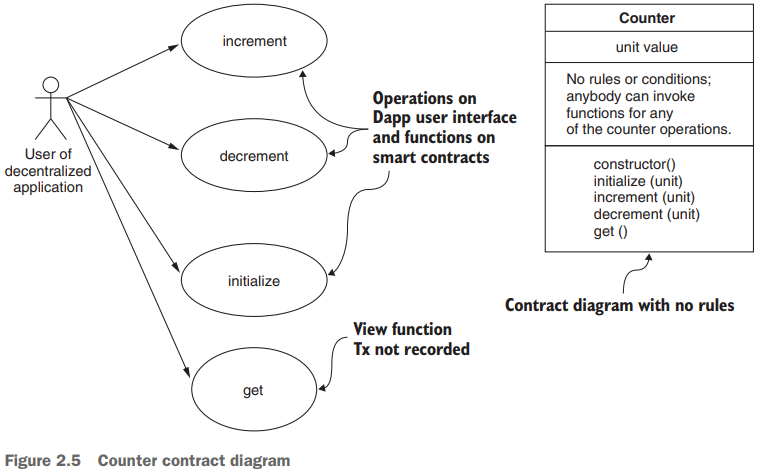 increment
decrement
initialize
get
User of
decentralized
application
Operations on
Dapp user interface
and functions on
smart contracts
View function
Tx not recorded
Counter
unit value
No rules or conditions;
anybody can invoke
functions for any
of the counter operations.
constructor()
initialize (unit)
increment (unit)
decrement (unit)
get ()
Contract diagram with no rules
Figure 2.5 Counter contract diagram